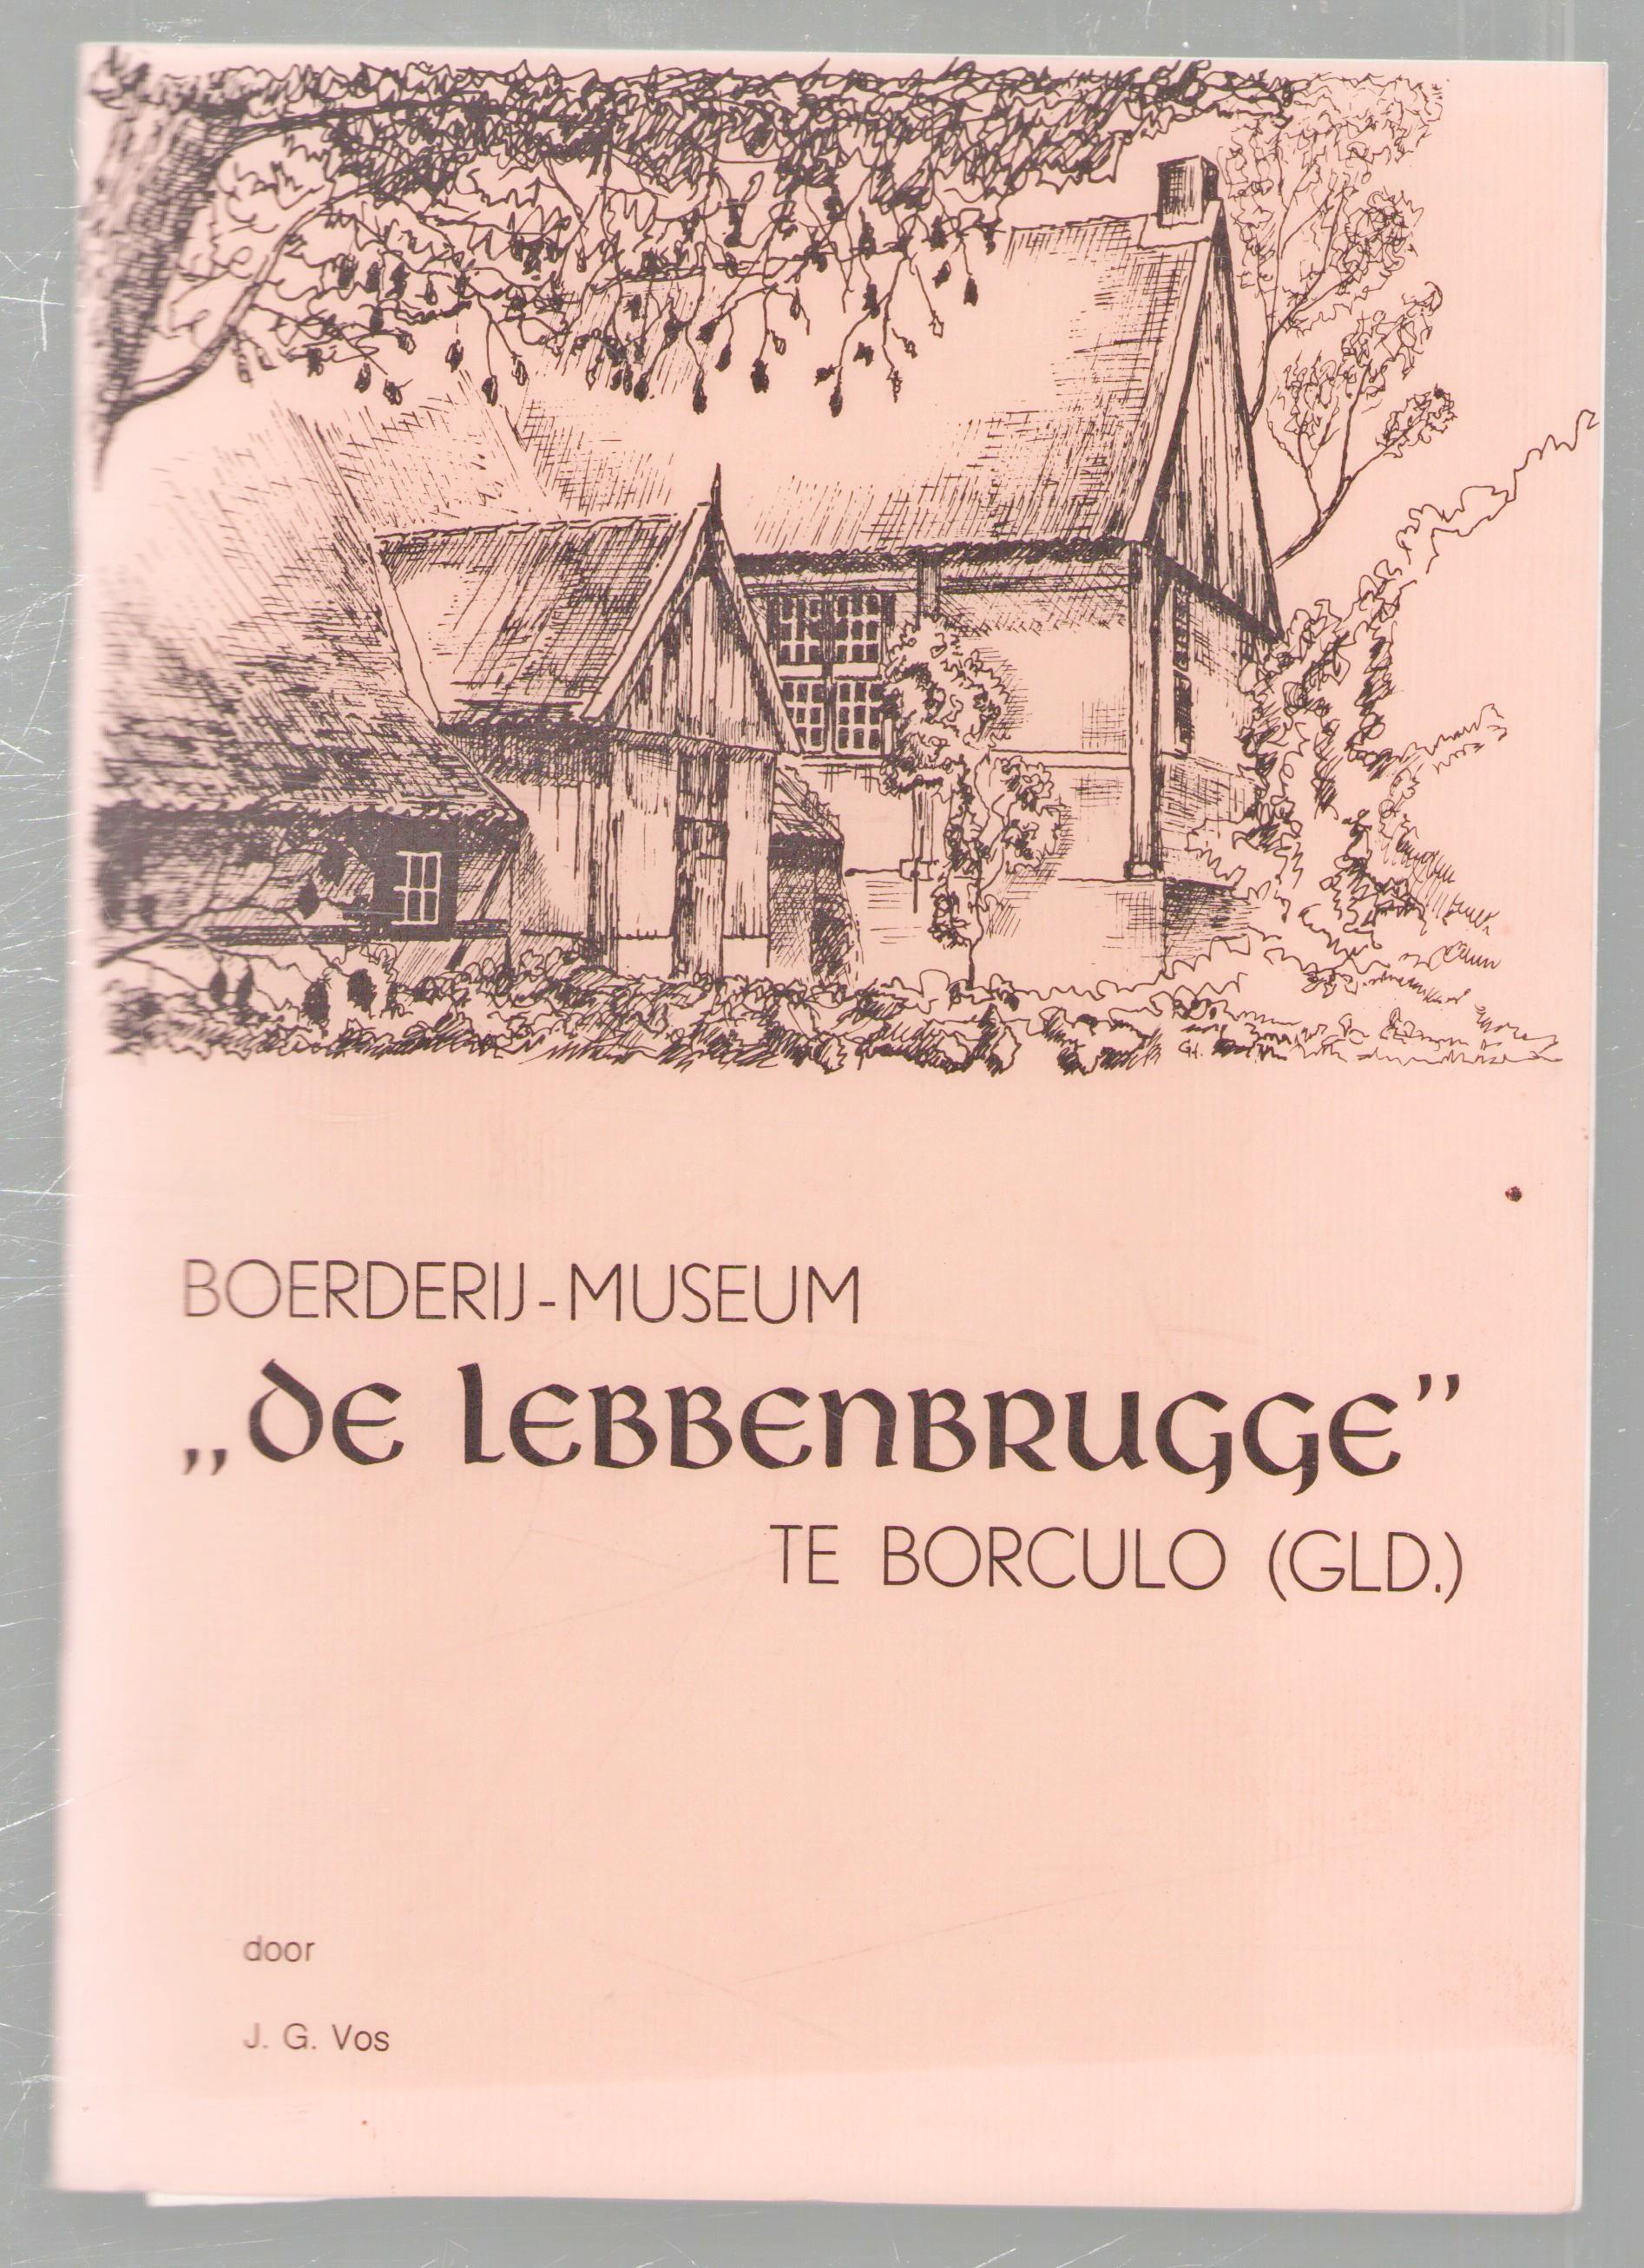 BOERDERIJ-MUSEUM
„DE LEBBENBRUGGE”
TE BORCULO (GLD.)
door
J. G. Vos